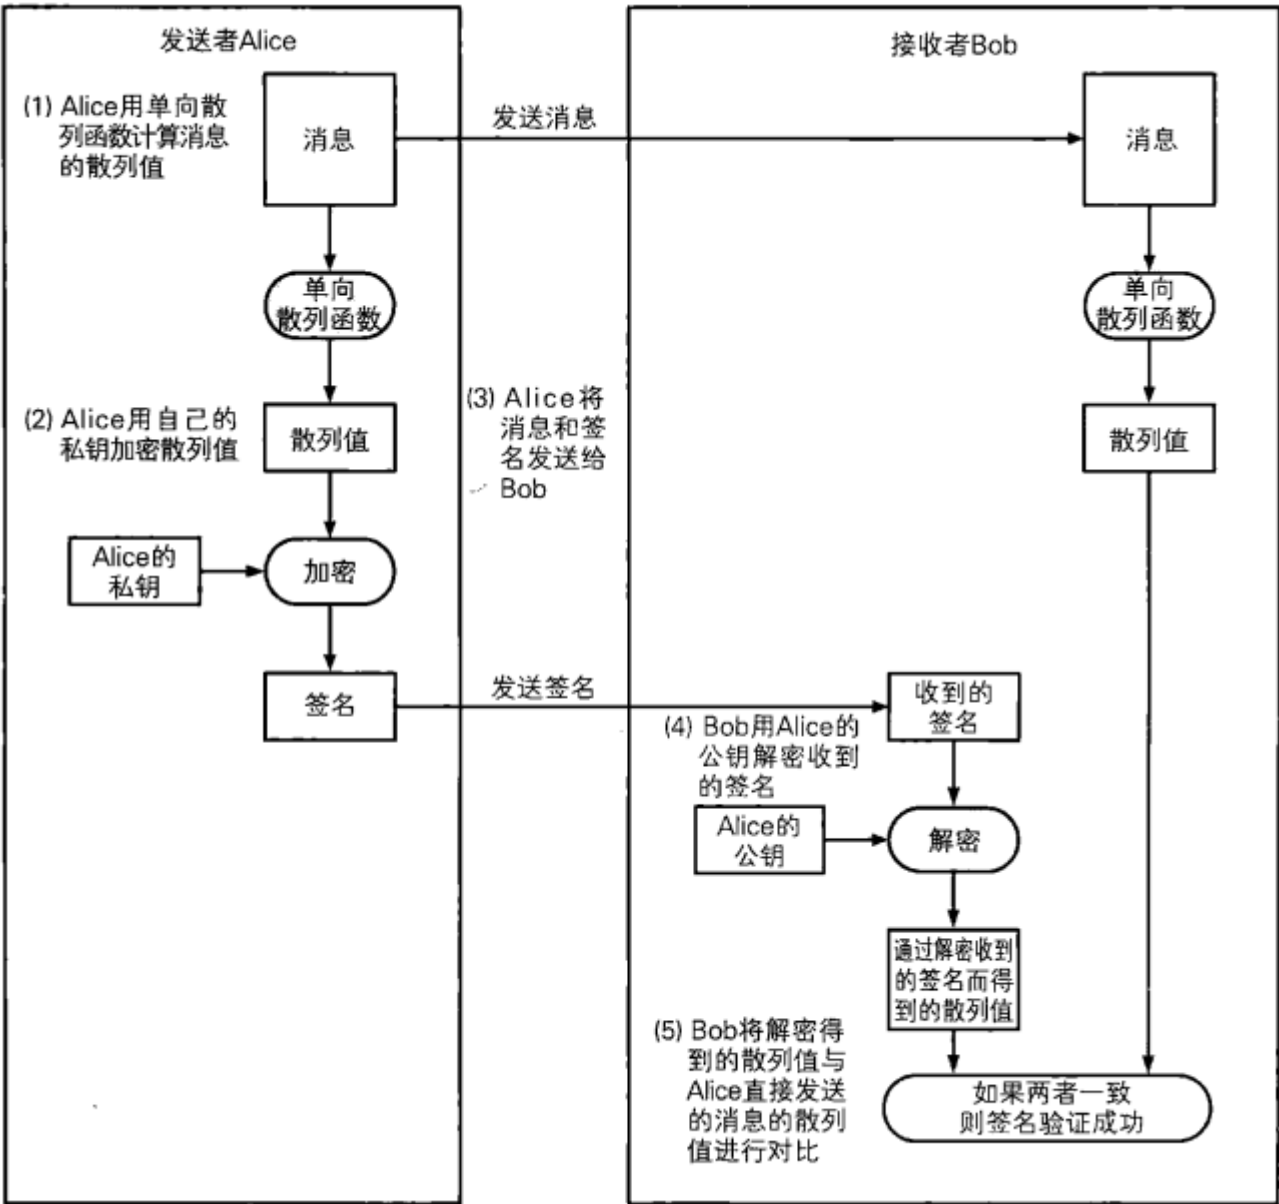 发送者Alice
接收者Bob
(1) Alice用单向散
列函数计算消息
的散列值
消息
发送消息
消息
单向
散列函数
单向
散列函数
(2) Alice用自己的
私钥加密散列值
散列值
(3) Alice将
消息和签
名发送给
Bob
散列值
Alice的
私钥
加密
签名
发送签名
收到的
签名
(4) Bob用Alice的
公钥解密收到
的签名
Alice的
公钥
解密
通过解密收到
的签名而得
到的散列值
(5) Bob将解密得
到的散列值与
Alice直接发送
的消息的散列
值进行对比
如果两者一致
则签名验证成功